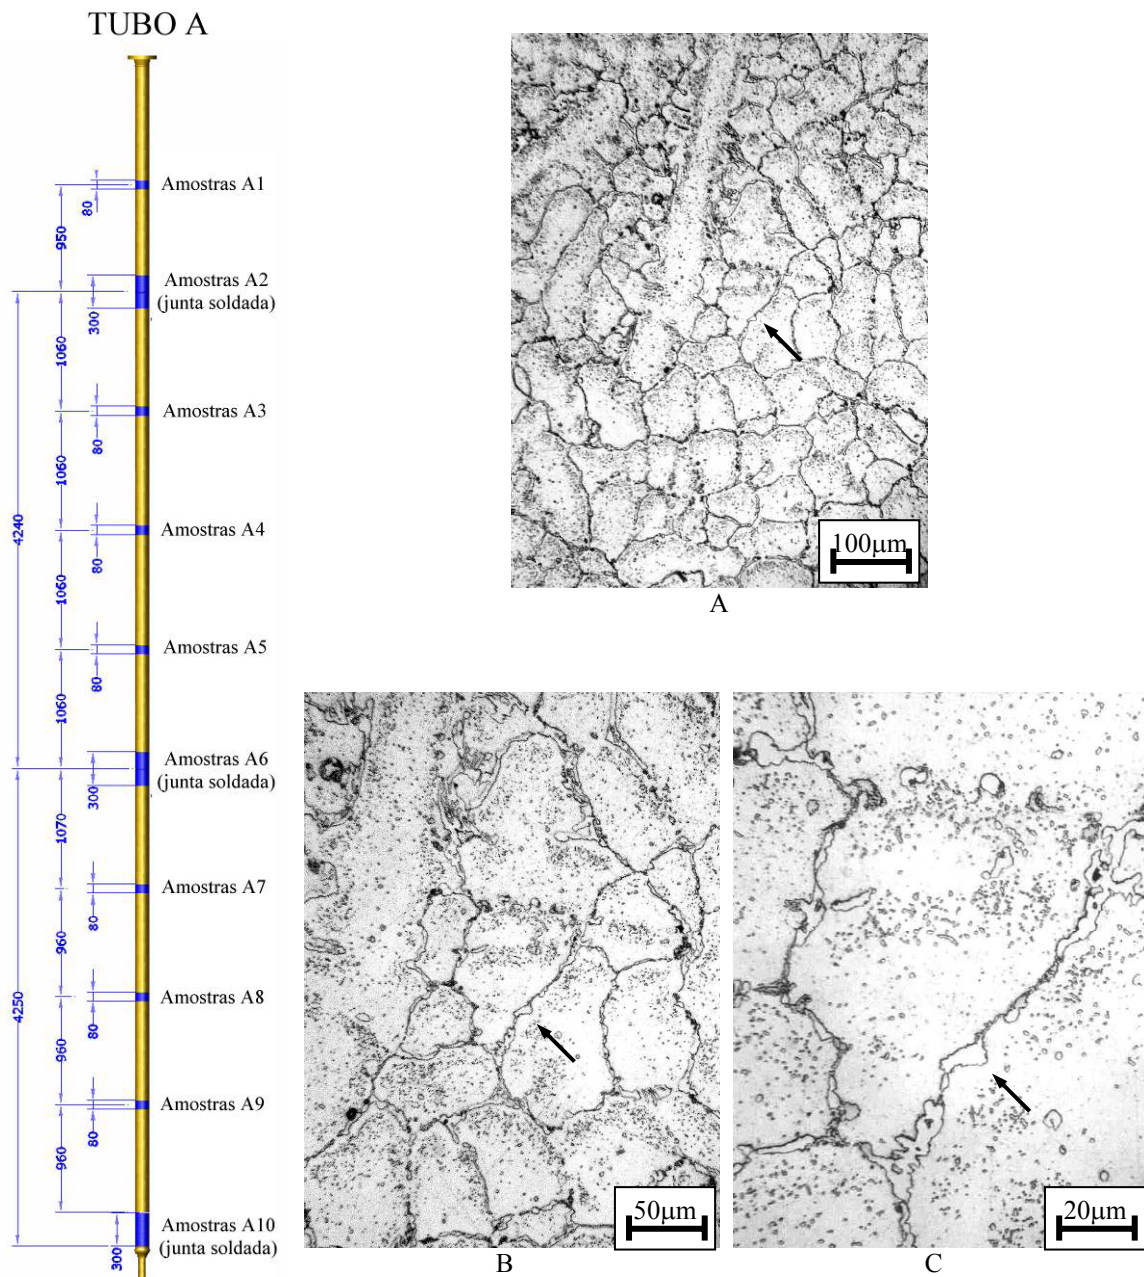 TUBO A
Amostras A1
80
950
Amostras A2
(junta soldada)
300
1060
Amostras A3
80
1060
4240
Amostras A4
80
1060
Amostras A5
80
1060
Amostras A6
(junta soldada)
300
1070
Amostras A7
80
960
4250
Amostras A8
80
960
Amostras A9
80
960
Amostras A10
(junta soldada)
300
100μm
A
50μm
B
20μm
C